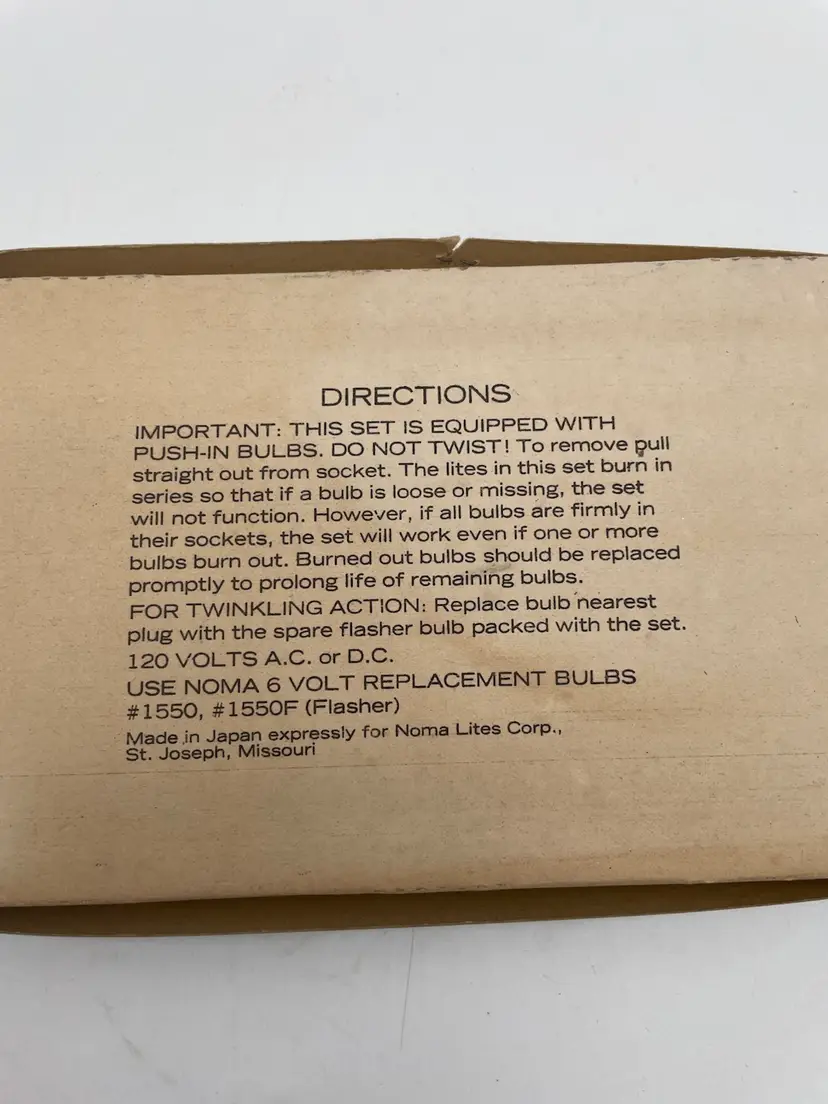 DIRECTIONS
IMPORTANT: THIS SET IS EQUIPPED WITH
PUSH-IN BULBS. DO NOT TWIST! To remove pull
straight out from socket. The lites in this set burn in
series so that if a bulb is loose or missing, the set
will not function. However, if all bulbs are firmly in
their sockets, the set will work even if one or more
bulbs burn out. Burned out bulbs should be replaced
promptly to prolong life of remaining bulbs.
FOR TWINKLING ACTION: Replace bulb nearest
plug with the spare flasher bulb packed with the set.
120 VOLTS A.C. or D.C.
USE NOMA 6 VOLT REPLACEMENT BULBS
#1550, #1550F (Flasher)
Made in Japan expressly for Noma Lites Corp.,
St. Joseph, Missouri